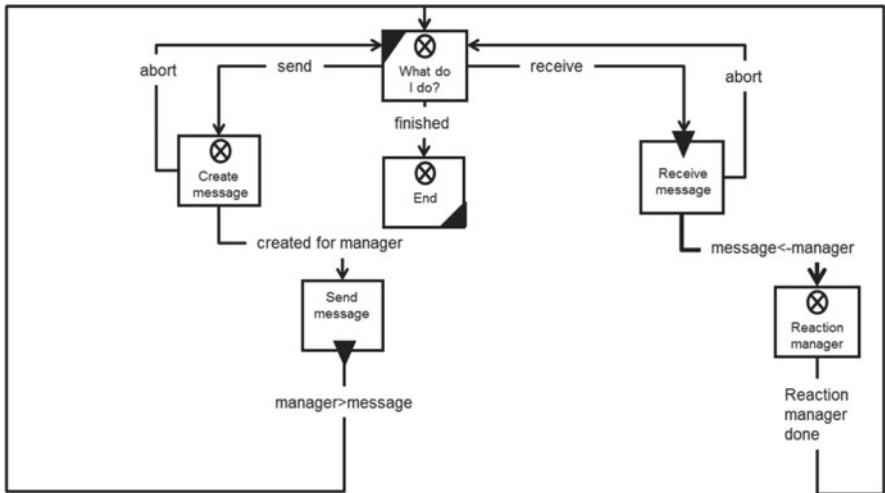 What do
I do?
abort
send
receive
abort
finished
Create
message
End
Receive
message
created for manager
message<-manager
Send
message
Reaction
manager
manager>message
Reaction
manager
done